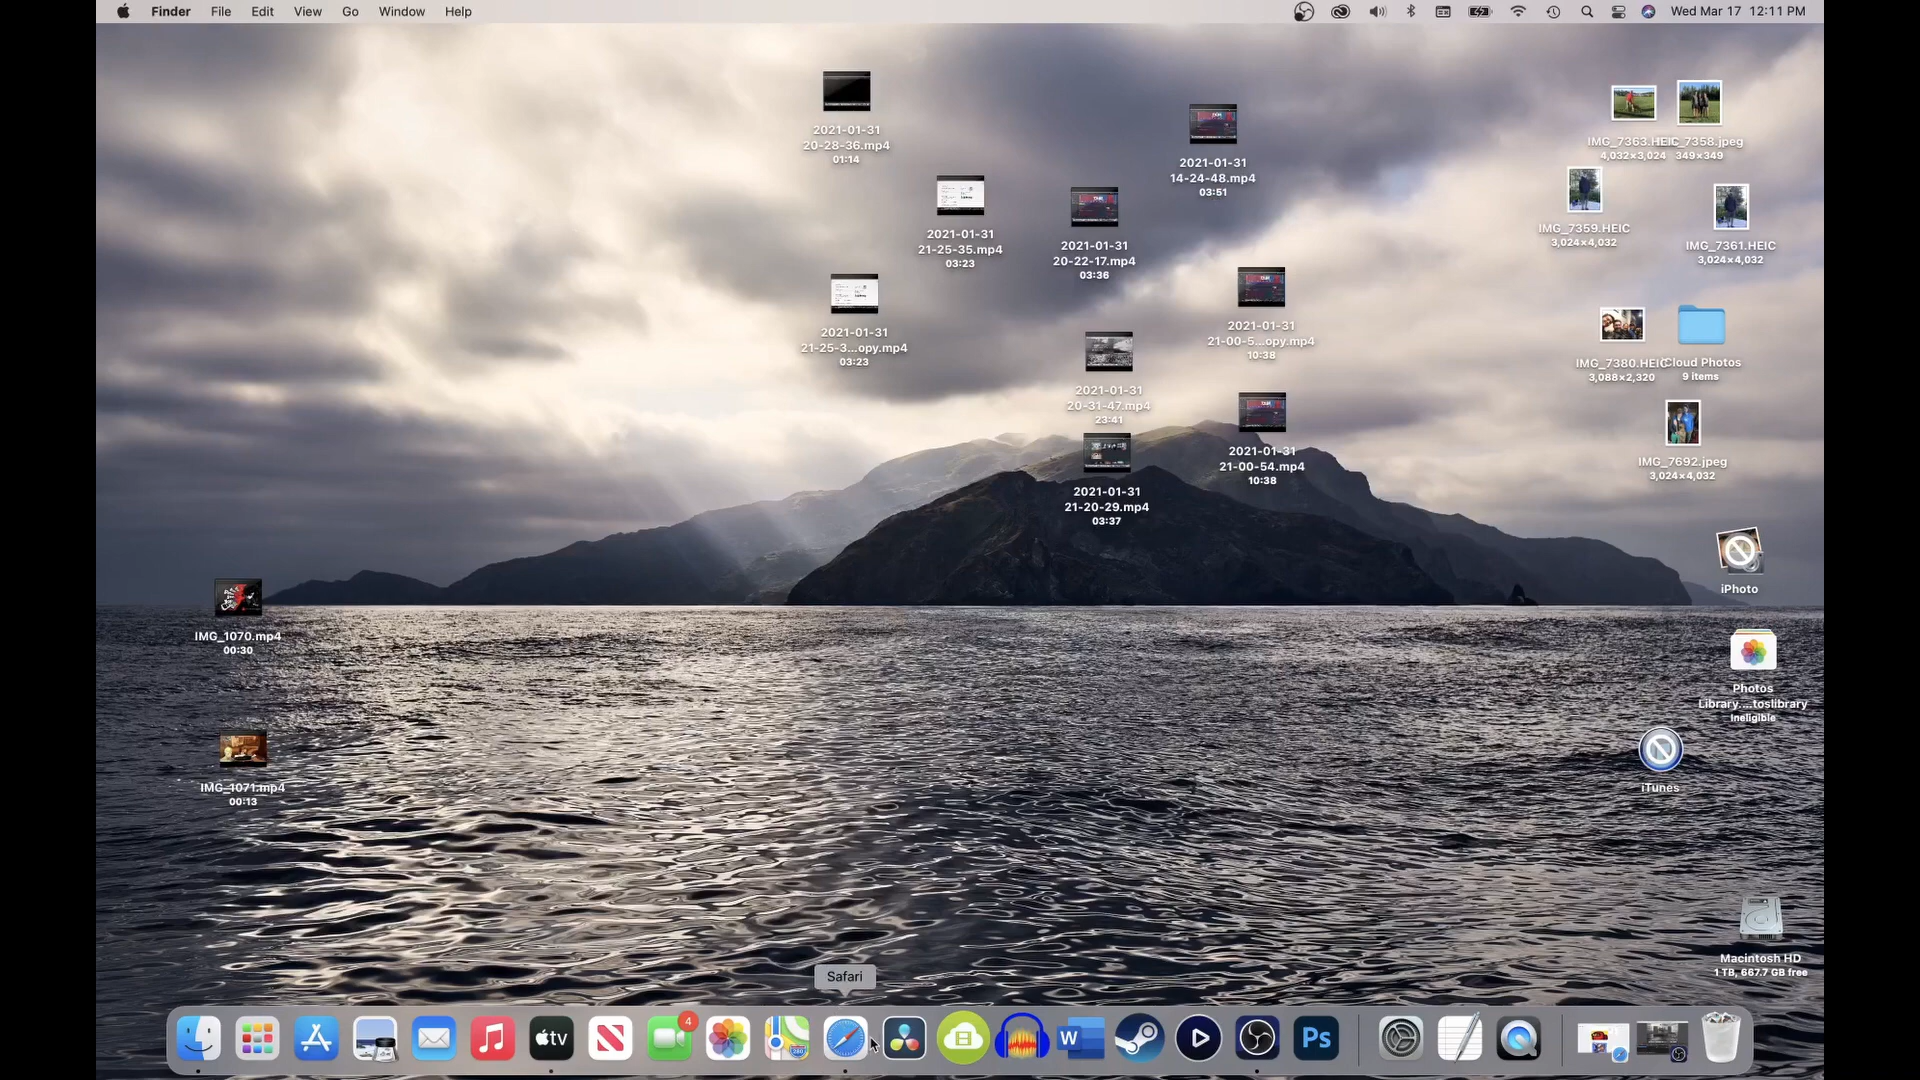 Finder File Edit View Go Window Help
Wed Mar 17 12:11 PM
2021-01-31
20-28-36.mp4
01:14
2021-01-31
14-24-48.mp4
03:51
IMG_7363.HEIC
4,032×3,024
_7358.jpeg
349×349
2021-01-31
21-25-35.mp4
03:23
2021-01-31
20-22-17.mp4
03:36
IMG_7359.HEIC
3,024×4,032
IMG_7361.HEIC
3,024×4,032
2021-01-31
21-25-3...opy.mp4
03:23
2021-01-31
21-00-5...opy.mp4
10:38
IMG_7380.HEIC
3,088×2,320
Cloud Photos
9 items
2021-01-31
20-31-47.mp4
23:41
2021-01-31
21-00-54.mp4
10:38
IMG_7692.jpeg
3,024×4,032
2021-01-31
21-20-29.mp4
03:37
iPhoto
IMG_1070.mp4
00:30
Photos
Library....toslibrary
Ineligible
IMG_1071.mp4
00:13
iTunes
Macintosh HD
1 TB, 667.7 GB free
Safari
tv
4
280
W
Ps